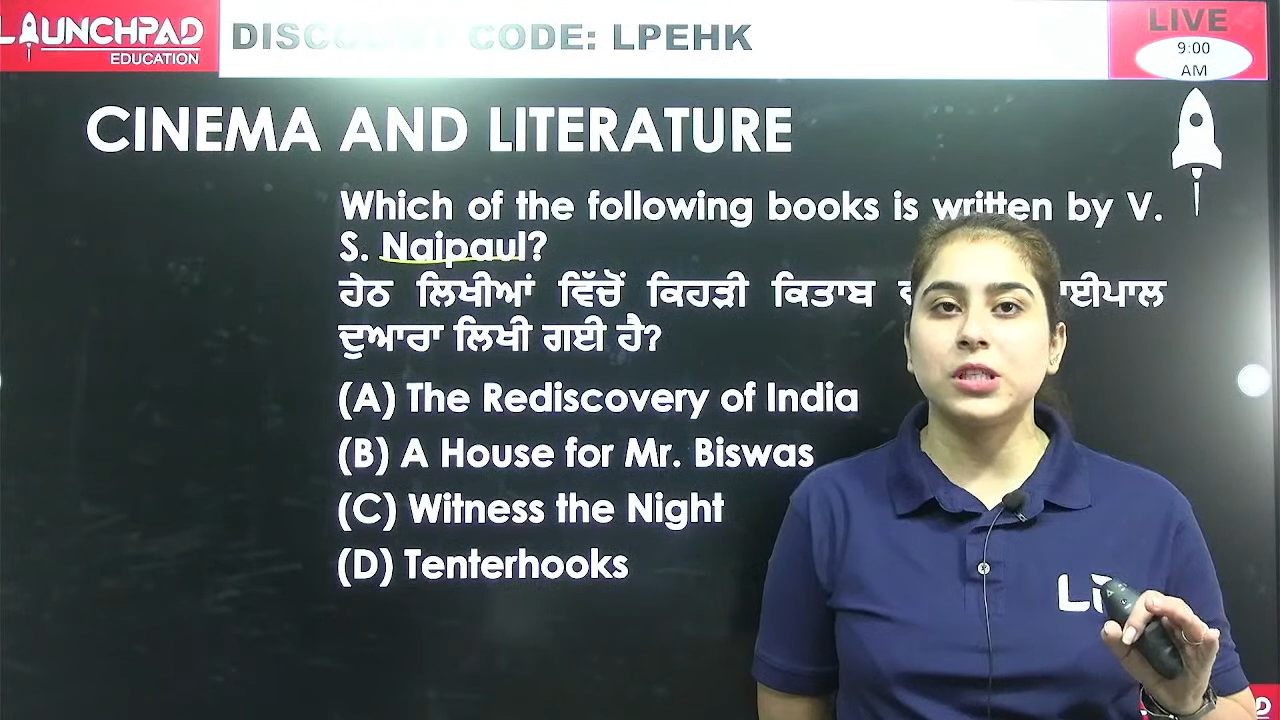 LAUNCHPAD
EDUCATION
DISCOUNT CODE: LPEHK
LIVE
9:00
AM
CINEMA AND LITERATURE
Which of the following books is written by V.
S. Naipaul?
ਹੇਠ ਲਿਖੀਆਂ ਵਿੱਚੋਂ ਕਿਹੜੀ ਕਿਤਾਬ
ਦੁਆਰਾ ਲਿਖੀ ਗਈ ਹੈ?
(A) The Rediscovery of India
(B) A House for Mr. Biswas
(C) Witness the Night
(D) Tenterhooks